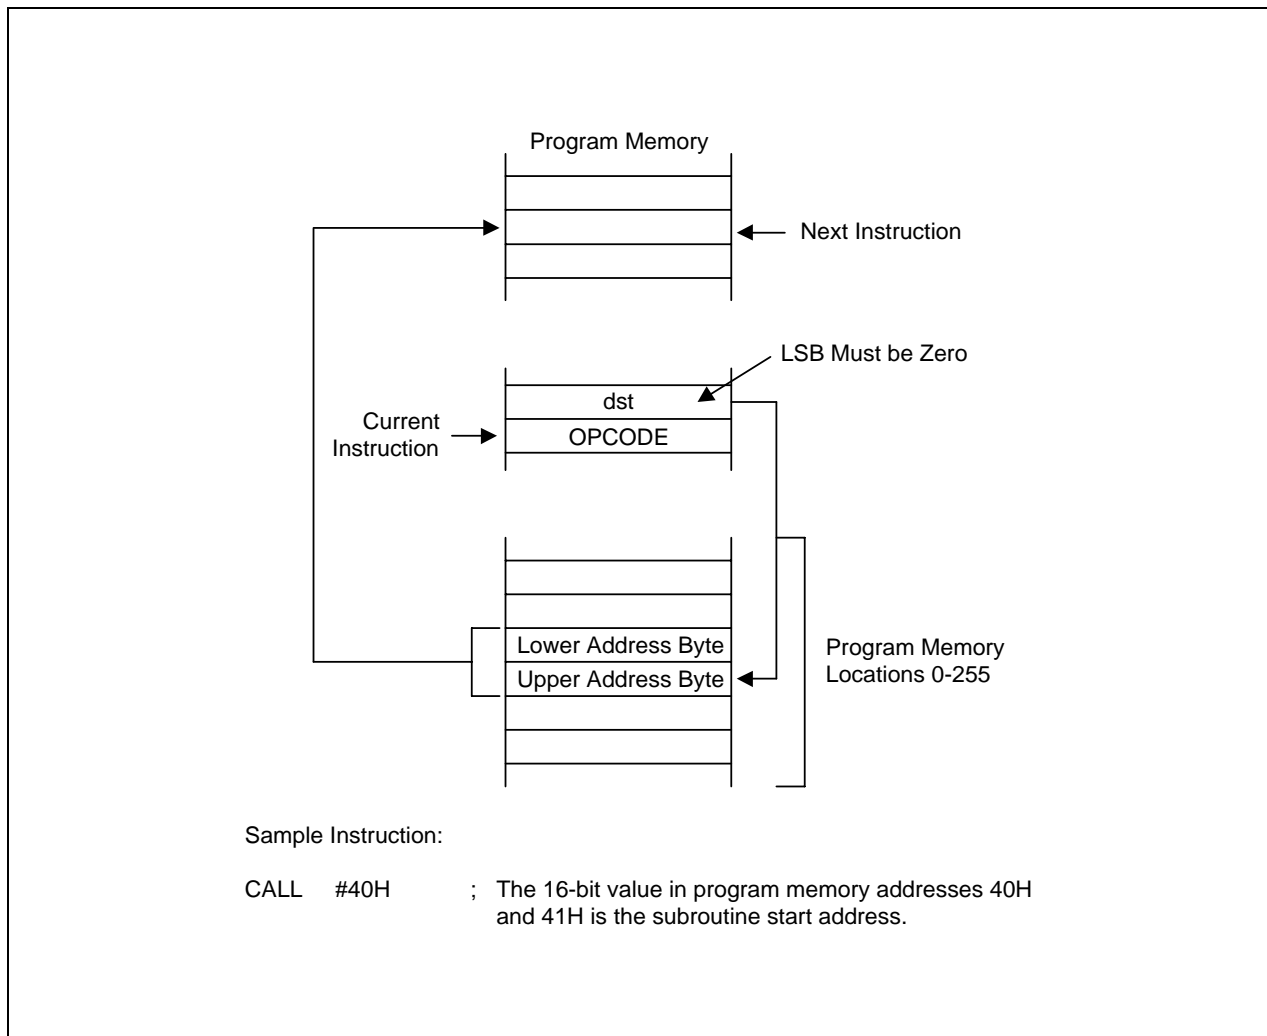 Program Memory
Next Instruction
LSB Must be Zero
dst
Current
Instruction
OPCODE
Lower Address Byte
Upper Address Byte
Program Memory
Locations 0-255
Sample Instruction:
CALL #40H ; The 16-bit value in program memory addresses 40H
and 41H is the subroutine start address.